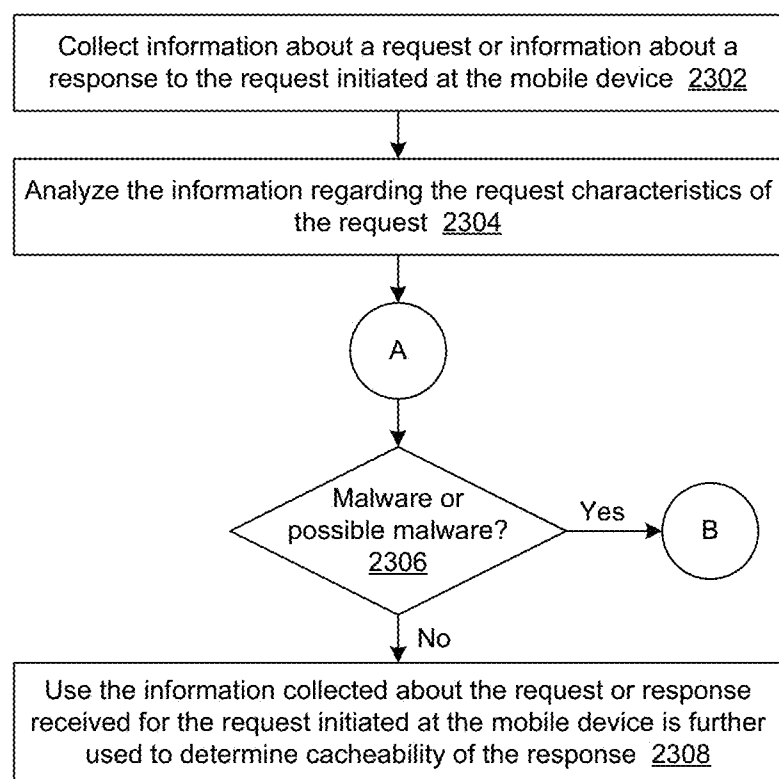 Collect information about a request or information about a
response to the request initiated at the mobile device 2302
Analyze the information regarding the request characteristics of
the request 2304
A
Malware or
possible malware?
2306
Yes
B
No
Use the information collected about the request or response
received for the request initiated at the mobile device is further
used to determine cacheability of the response 2308